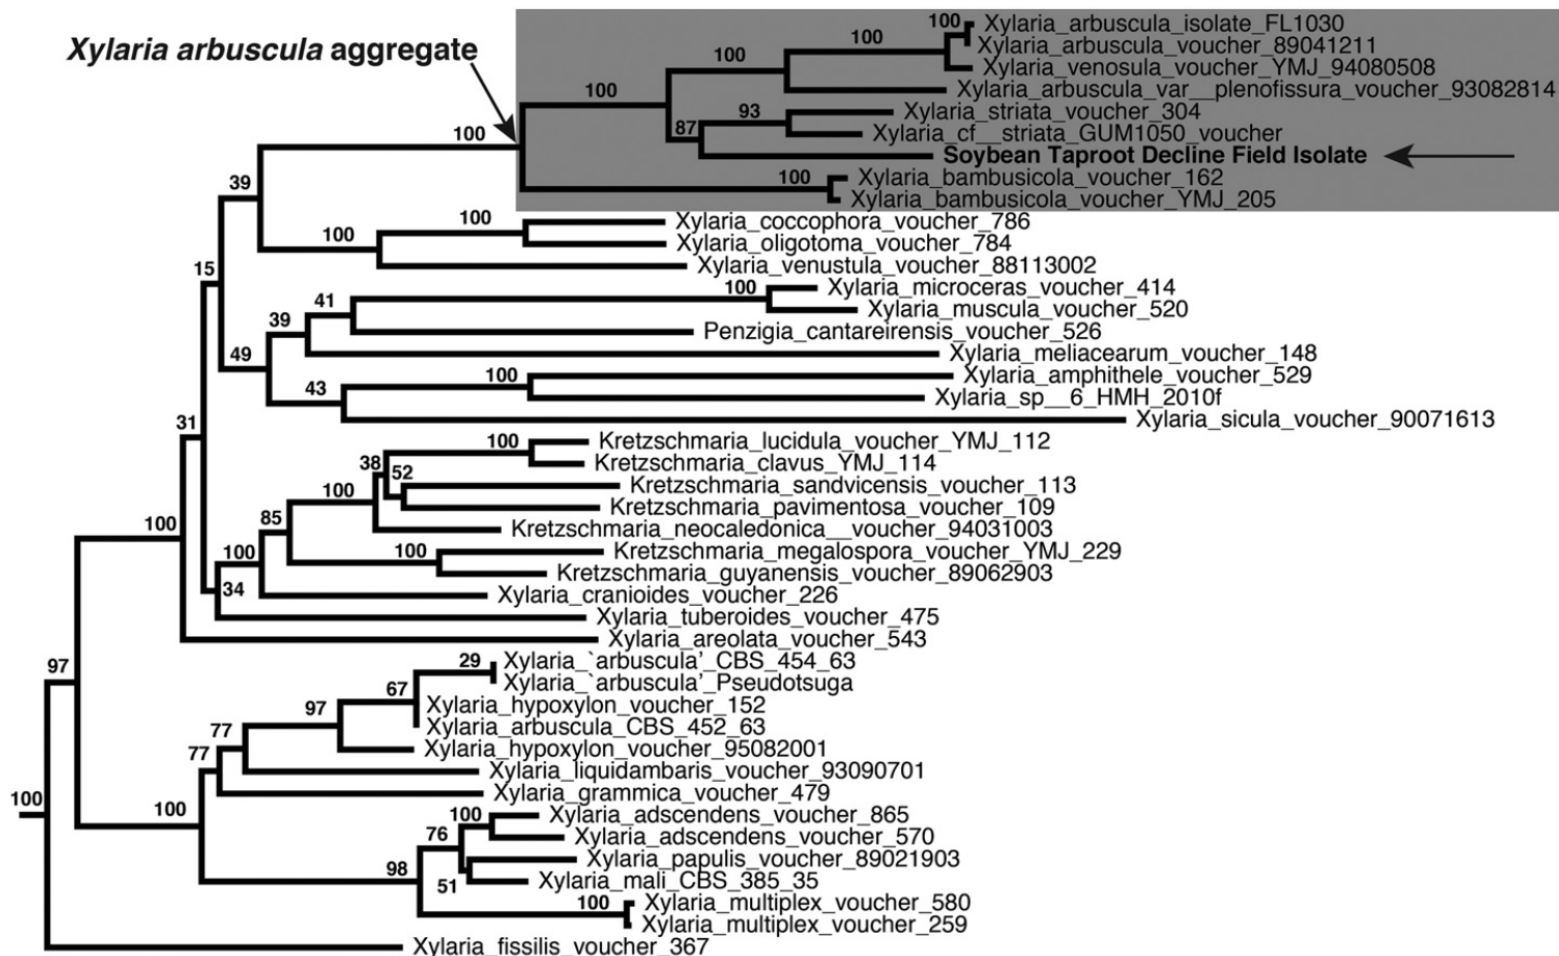 Xylaria arbuscula aggregate
100
Xylaria_arbuscula_isolate_FL1030
100
Xylaria_arbuscula_voucher_89041211
100
Xylaria_venosula_voucher_YMJ_94080508
100
Xylaria_arbuscula_var__plenofissura_voucher_93082814
93
Xylaria_striata_voucher_304
100
87
Xylaria_cf__striata_GUM1050_voucher
Soybean Taproot Decline Field Isolate
100
Xylaria_bambusicola_voucher_162
Xylaria_bambusicola_voucher_YMJ_205
39
100
Xylaria_coccophora_voucher_786
100
Xylaria_oligotoma_voucher_784
Xylaria_venustula_voucher_88113002
15
100
Xylaria_microceras_voucher_414
41
Xylaria_muscula_voucher_520
39
Penzigia_cantareirensis_voucher_526
49
Xylaria_meliacearum_voucher_148
100
Xylaria_amphithele_voucher_529
43
Xylaria_sp__6_HMH_2010f
Xylaria_sicula_voucher_90071613
31
100
Kretzschmaria_lucidula_voucher_YMJ_112
38
Kretzschmaria_clavus_YMJ_114
52
Kretzschmaria_sandvicensis_voucher_113
100
Kretzschmaria_pavimentosa_voucher_109
85
Kretzschmaria_neocaledonica__voucher_94031003
100
100
Kretzschmaria_megalospora_voucher_YMJ_229
100
Kretzschmaria_guyanensis_voucher_89062903
34
Xylaria_cranioides_voucher_226
Xylaria_tuberoides_voucher_475
Xylaria_areolata_voucher_543
97
29
Xylaria_`arbuscula’_CBS_454_63
67
Xylaria_`arbuscula’_Pseudotsuga
97
Xylaria_hypoxylon_voucher_152
77
Xylaria_arbuscula_CBS_452_63
77
Xylaria_hypoxylon_voucher_95082001
Xylaria_liquidambaris_voucher_93090701
100
100
Xylaria_grammica_voucher_479
100
Xylaria_adscendens_voucher_865
76
Xylaria_adscendens_voucher_570
98
Xylaria_papulis_voucher_89021903
51
Xylaria_mali_CBS_385_35
100
Xylaria_multiplex_voucher_580
Xylaria_multiplex_voucher_259
Xylaria_fissilis_voucher_367